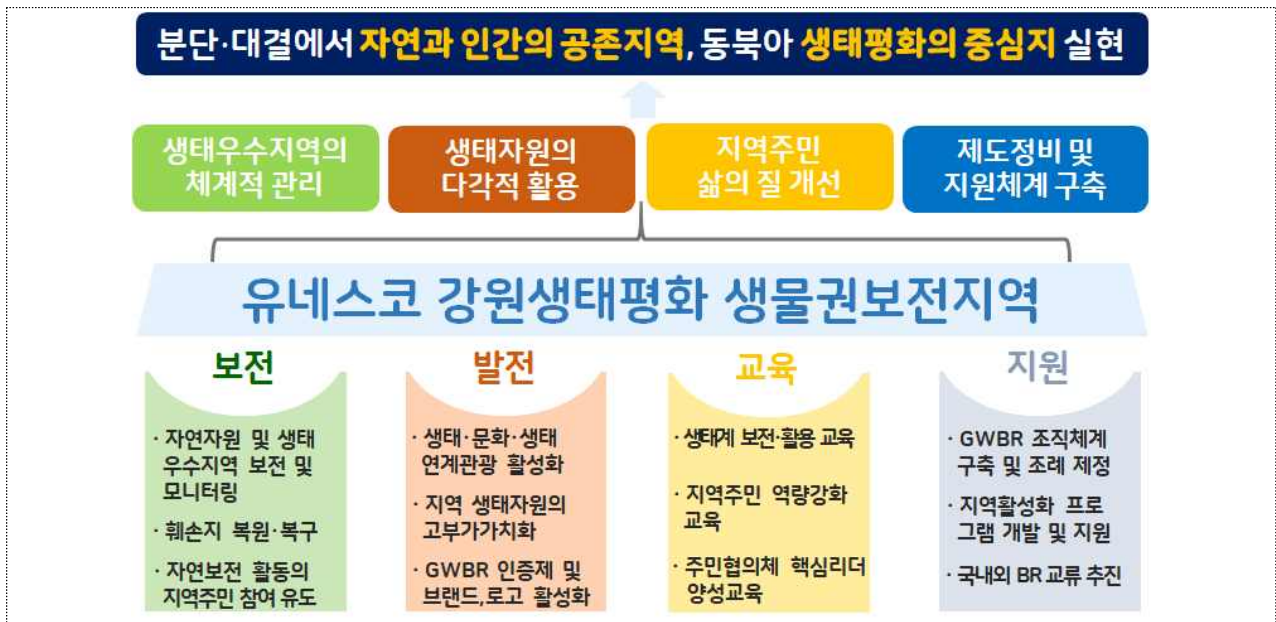 분단·대결에서 자연과 인간의 공존지역, 동북아 생태평화의 중심지 실현
생태우수지역의
체계적 관리
생태자원의
다각적 활용
지역주민
삶의 질 개선
제도정비 및
지원체계 구축
유네스코 강원생태평화 생물권보전지역
보전
· 자연자원 및 생태
우수지역 보전 및
모니터링
· 훼손지 복원·복구
· 자연보전 활동의
지역주민 참여 유도
발전
· 생태·문화·생태
연계관광 활성화
· 지역 생태자원의
고부가가치화
· GWBR 인증제 및
브랜드,로고 활성화
교육
· 생태계 보전·활용 교육
· 지역주민 역량강화
교육
· 주민협의체 핵심리더
양성교육
지원
· GWBR 조직체계
구축 및 조례 제정
· 지역활성화 프로
그램 개발 및 지원
· 국내외 BR 교류 추진